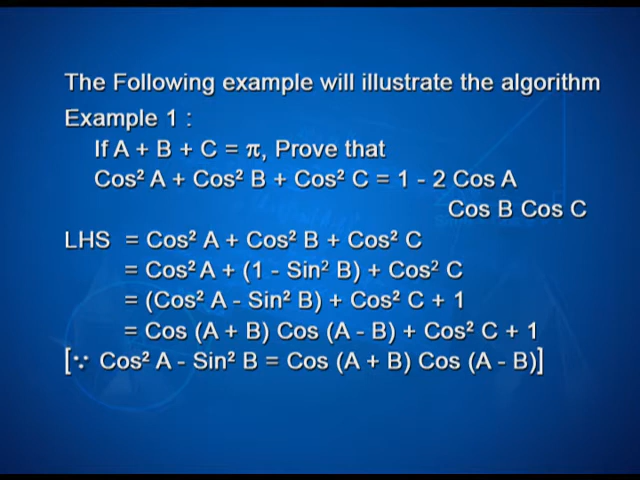 The Following example will illustrate the algorithm
Example 1 :
If A + B + C = π, Prove that
Cos² A + Cos² B + Cos² C = 1 - 2 Cos A
Cos B Cos C
LHS = Cos² A + Cos² B + Cos² C
= Cos² A + (1 - Sin² B) + Cos² C
= (Cos² A - Sin² B) + Cos² C + 1
= Cos (A + B) Cos (A - B) + Cos² C + 1
[∵ Cos² A - Sin² B = Cos (A + B) Cos (A - B)]